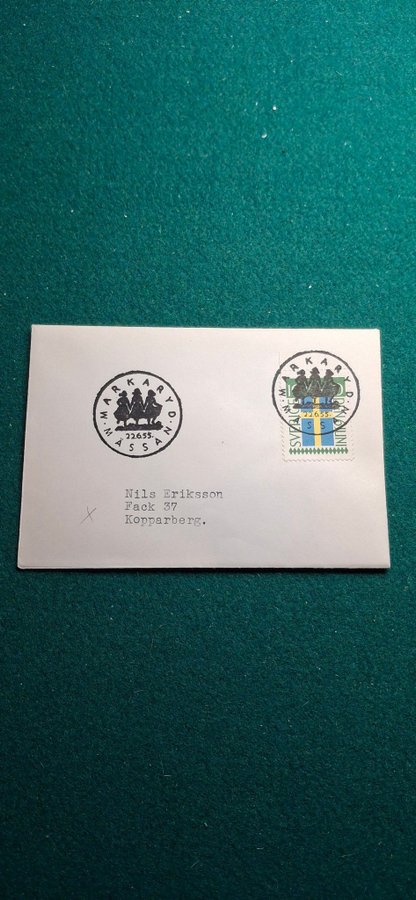 MARKARYD·
·MÄSSAN
22.6.55.
MARKARYD
22.6.55.
SVERIGE
Nils Eriksson
Fack 37
Kopparberg.
X